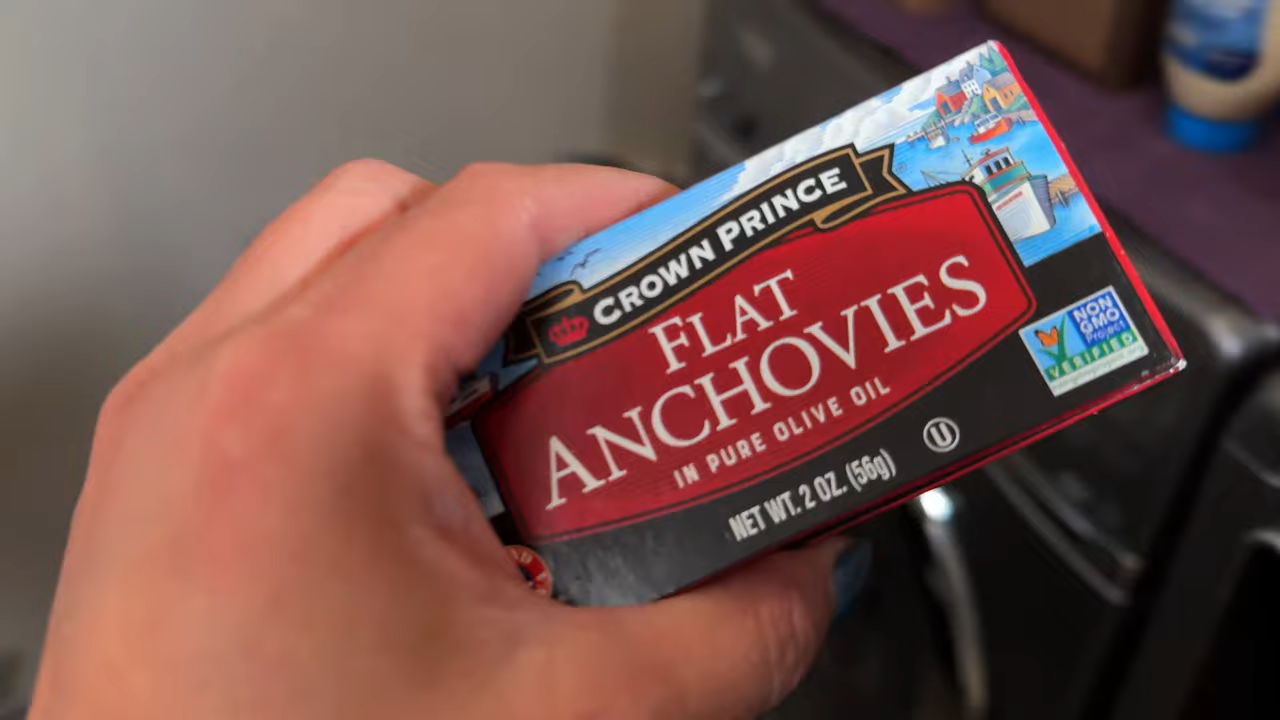 CROWN PRINCE
FLAT
ANCHOVIES
IN PURE OLIVE OIL
NET WT. 2 OZ. (56g)
U
NON
GMO
Project
VERIFIED